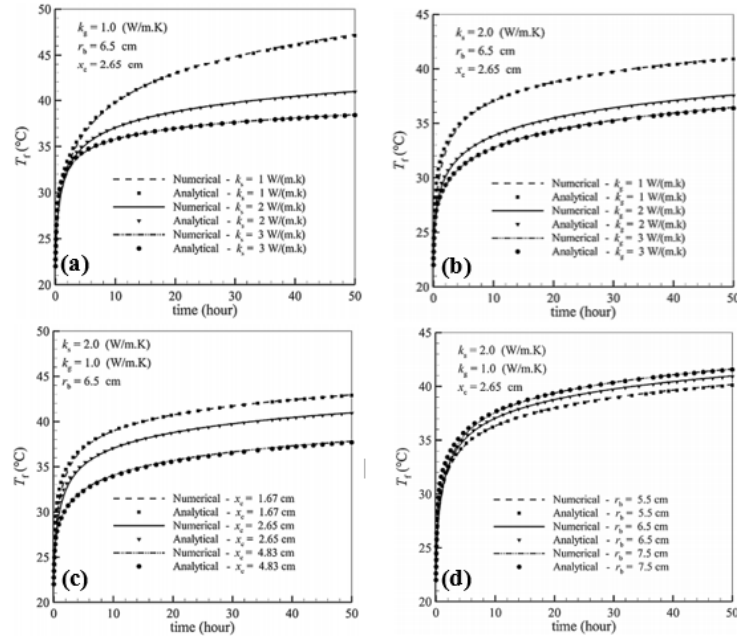 50
45
40
35
30
25
20
T_f (°C)
k_g = 1.0 (W/m.K)
r_b = 6.5 cm
x_c = 2.65 cm
Numerical - k_s = 1 W/(m.k)
Analytical - k_s = 1 W/(m.k)
Numerical - k_s = 2 W/(m.k)
Analytical - k_s = 2 W/(m.k)
Numerical - k_s = 3 W/(m.k)
Analytical - k_s = 3 W/(m.k)
(a)
0 10 20 30 40 50
time (hour)
45
40
35
30
25
20
T_f (°C)
k_s = 2.0 (W/m.K)
r_b = 6.5 cm
x_c = 2.65 cm
Numerical - k_g = 1 W/(m.k)
Analytical - k_g = 1 W/(m.k)
Numerical - k_g = 2 W/(m.k)
Analytical - k_g = 2 W/(m.k)
Numerical - k_g = 3 W/(m.k)
Analytical - k_g = 3 W/(m.k)
(b)
0 10 20 30 40 50
time (hour)
50
45
40
35
30
25
20
T_f (°C)
k_s = 2.0 (W/m.K)
k_g = 1.0 (W/m.K)
r_b = 6.5 cm
Numerical - x_c = 1.67 cm
Analytical - x_c = 1.67 cm
Numerical - x_c = 2.65 cm
Analytical - x_c = 2.65 cm
Numerical - x_c = 4.83 cm
Analytical - x_c = 4.83 cm
(c)
0 10 20 30 40 50
time (hour)
45
40
35
30
25
20
T_f (°C)
k_s = 2.0 (W/m.K)
k_g = 1.0 (W/m.K)
x_c = 2.65 cm
Numerical - r_b = 5.5 cm
Analytical - r_b = 5.5 cm
Numerical - r_b = 6.5 cm
Analytical - r_b = 6.5 cm
Numerical - r_b = 7.5 cm
Analytical - r_b = 7.5 cm
(d)
0 10 20 30 40 50
time (hour)